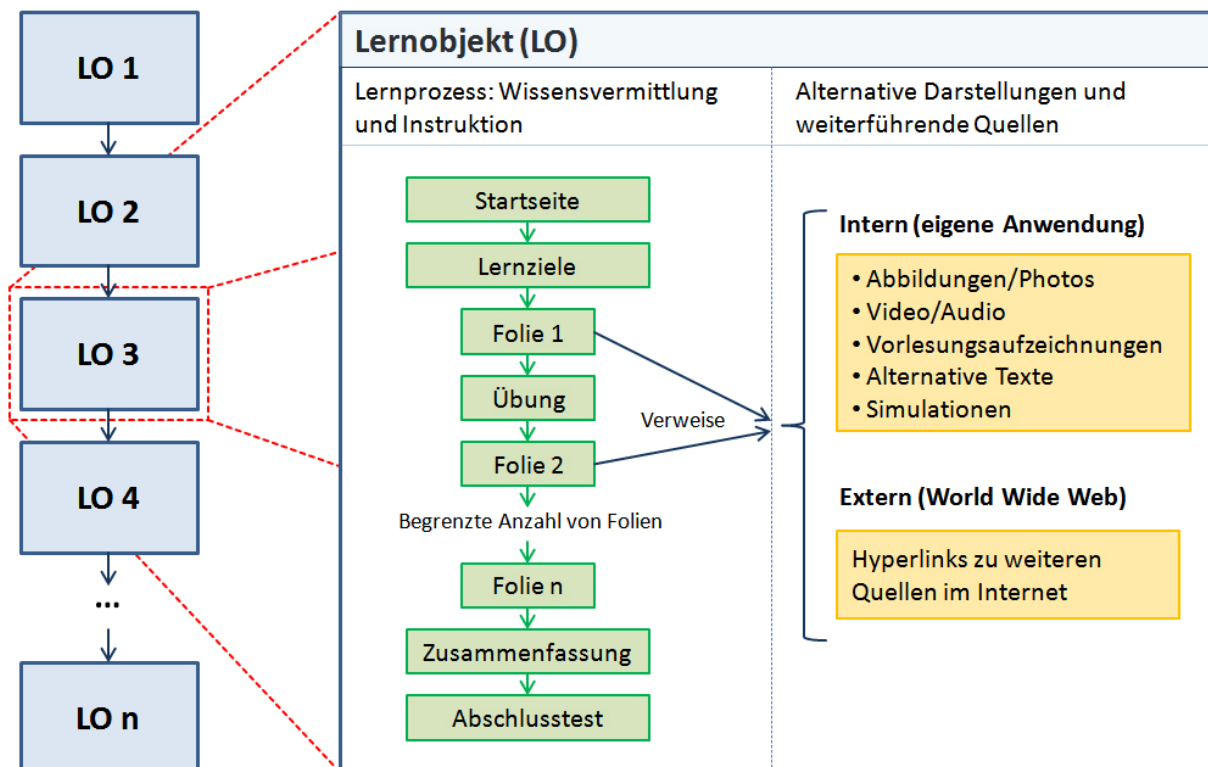 LO 1
LO 2
LO 3
LO 4
...
LO n
Lernobjekt (LO)
Lernprozess: Wissensvermittlung
und Instruktion
Startseite
Lernziele
Folie 1
Übung
Folie 2
Begrenzte Anzahl von Folien
Folie n
Zusammenfassung
Abschlusstest
Verweise
Alternative Darstellungen und
weiterführende Quellen
Intern (eigene Anwendung)
• Abbildungen/Photos
• Video/Audio
• Vorlesungsaufzeichnungen
• Alternative Texte
• Simulationen
Extern (World Wide Web)
Hyperlinks zu weiteren
Quellen im Internet